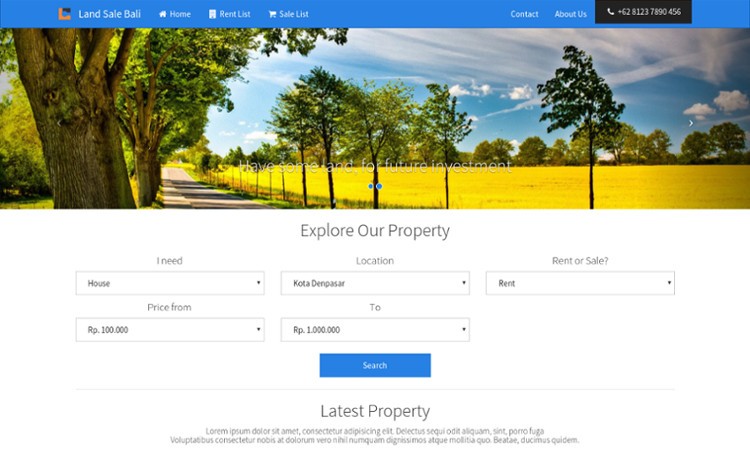 Land Sale Bali Home Rent List Sale List Contact About Us +62 8123 7890 456
Have some land, for future investment
Explore Our Property
I need Location Rent or Sale?
House Kota Denpasar Rent
Price from To
Rp. 100.000 Rp. 1.000.000
Search
Latest Property
Lorem ipsum dolor sit amet, consectetur adipisicing elit. Delectus sequi odit aliquam, sint, porro fuga
Voluptatibus consectetur nobis at dolorum vero nihil numquam dignissimos atque mollitia quo. Beatae, ducimus quidem.